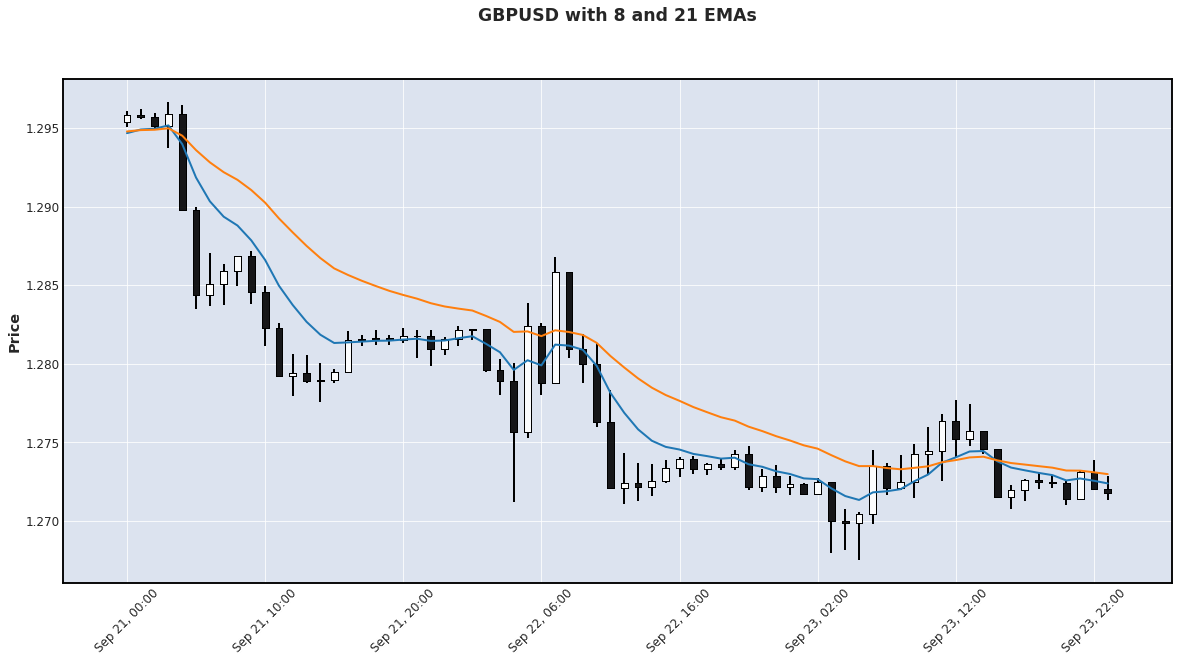 GBPUSD with 8 and 21 EMAs
Price
1.295
1.290
1.285
1.280
1.275
1.270
Sep 21, 00:00
Sep 21, 10:00
Sep 21, 20:00
Sep 22, 06:00
Sep 22, 16:00
Sep 23, 02:00
Sep 23, 12:00
Sep 23, 22:00